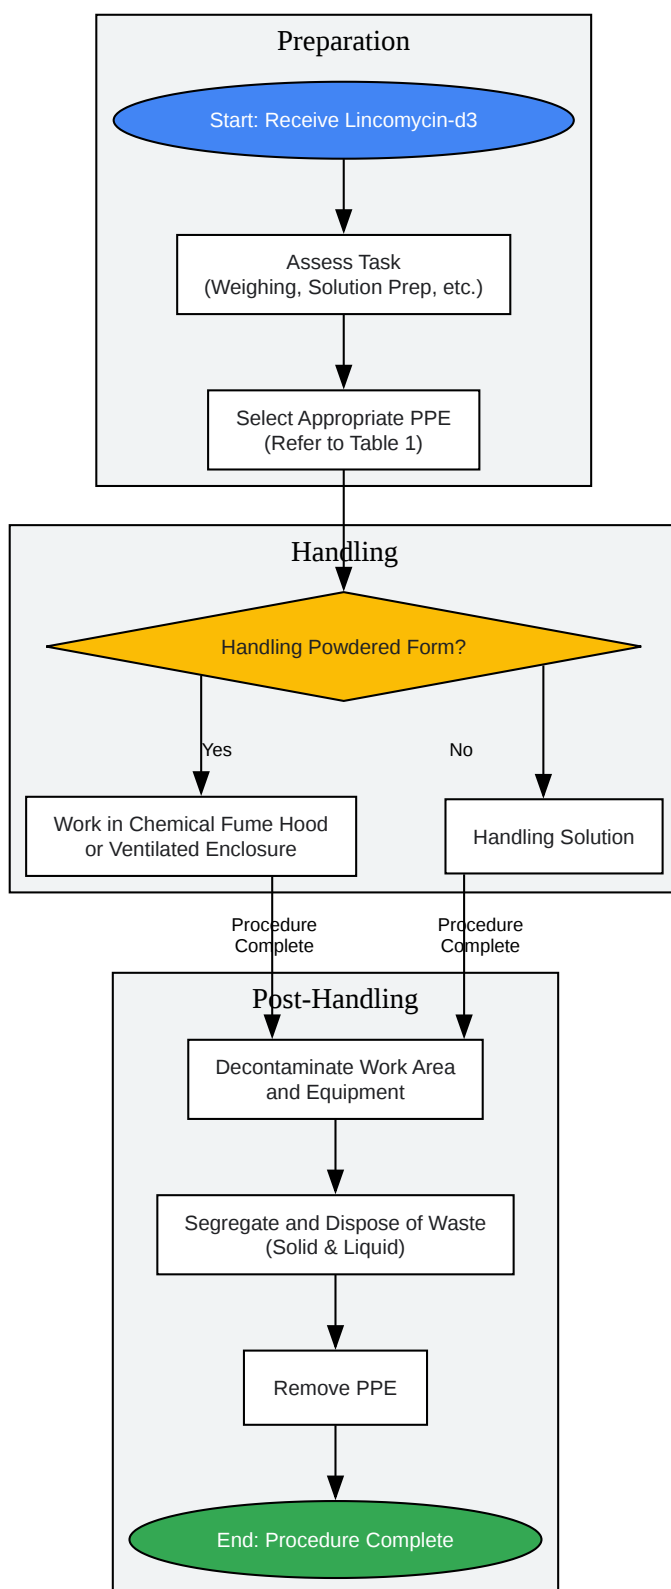 Preparation
Start: Receive Lincomycin-d3
Assess Task
(Weighing, Solution Prep, etc.)
Select Appropriate PPE
(Refer to Table 1)
Handling
Handling Powdered Form?
Yes
No
Work in Chemical Fume Hood
or Ventilated Enclosure
Handling Solution
Procedure
Complete
Procedure
Complete
Post-Handling
Decontaminate Work Area
and Equipment
Segregate and Dispose of Waste
(Solid & Liquid)
Remove PPE
End: Procedure Complete